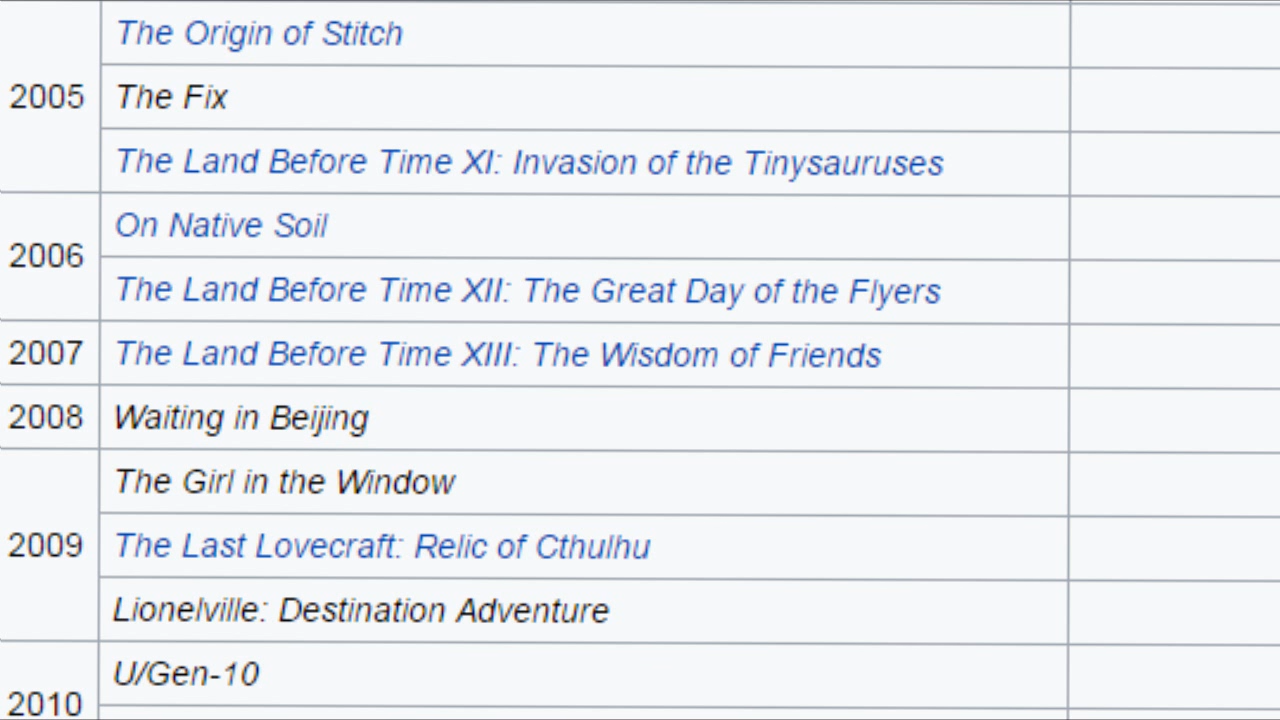 The Origin of Stitch
2005
The Fix
The Land Before Time XI: Invasion of the Tinysauruses
2006
On Native Soil
The Land Before Time XII: The Great Day of the Flyers
2007
The Land Before Time XIII: The Wisdom of Friends
2008
Waiting in Beijing
The Girl in the Window
2009
The Last Lovecraft: Relic of Cthulhu
Lionelville: Destination Adventure
U/Gen-10
2010